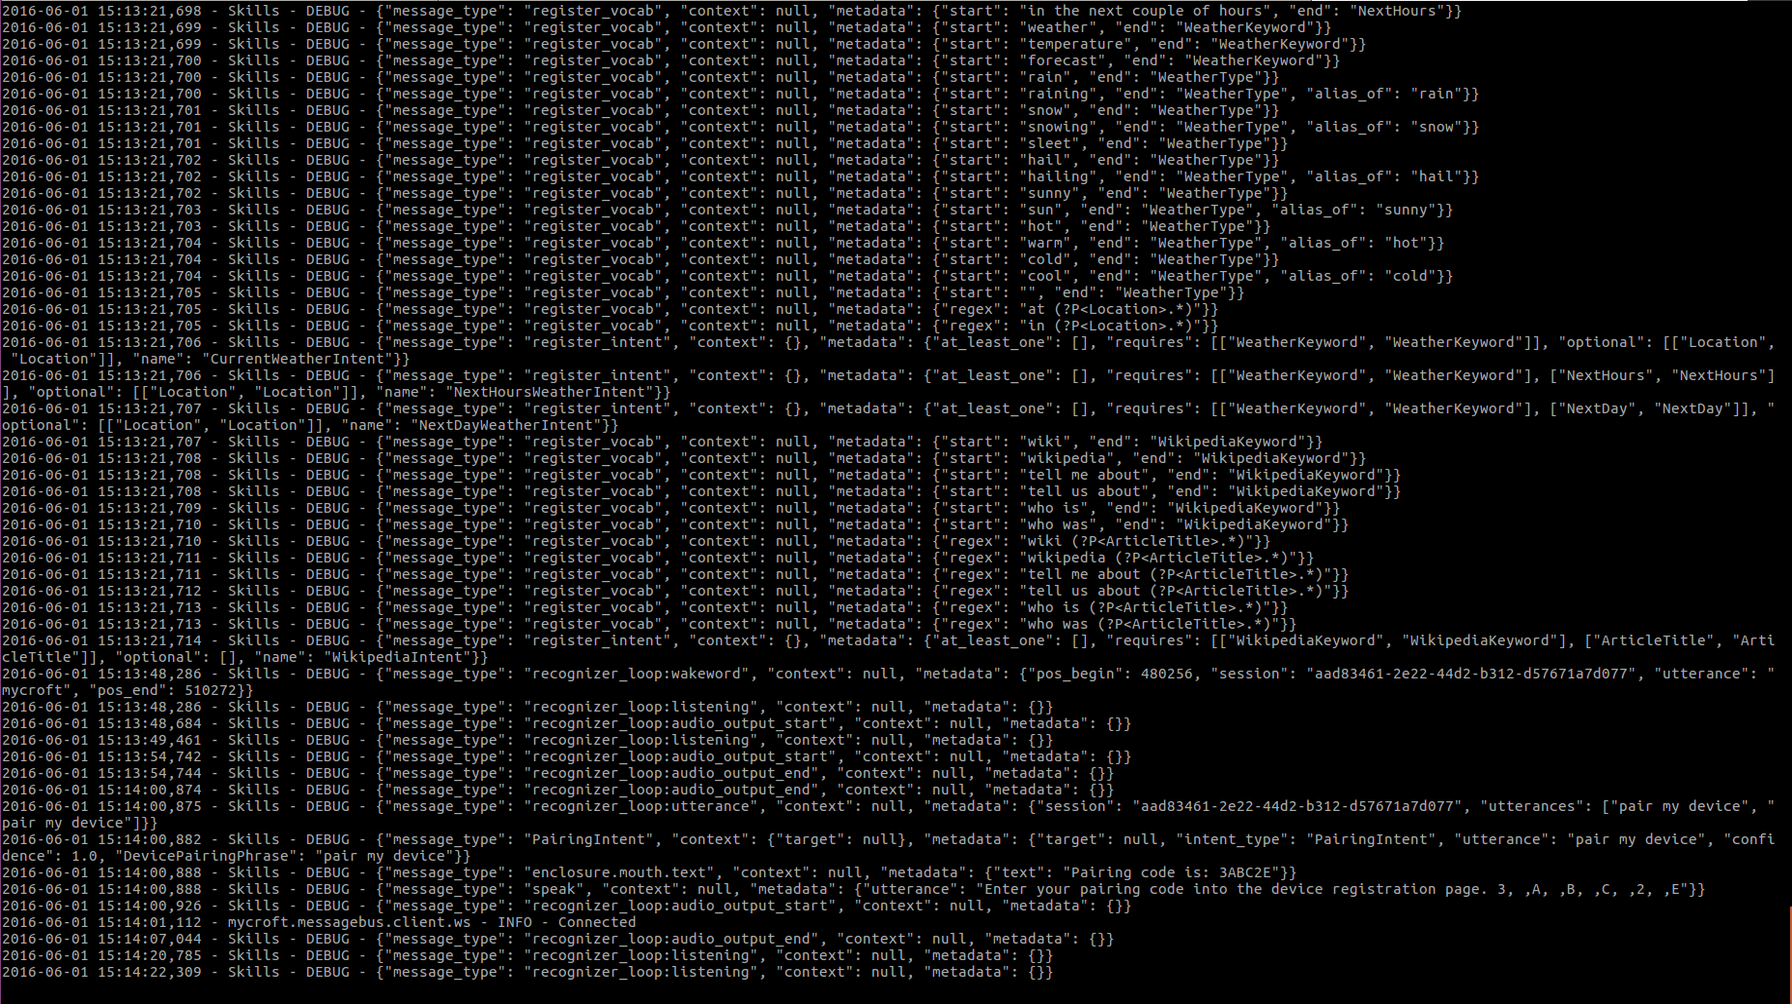 2016-06-01 15:13:21,698 - Skills - DEBUG - {"message_type": "register_vocab", "context": null, "metadata": {"start": "in the next couple of hours", "end": "NextHours"}}
2016-06-01 15:13:21,699 - Skills - DEBUG - {"message_type": "register_vocab", "context": null, "metadata": {"start": "weather", "end": "WeatherKeyword"}}
2016-06-01 15:13:21,699 - Skills - DEBUG - {"message_type": "register_vocab", "context": null, "metadata": {"start": "temperature", "end": "WeatherKeyword"}}
2016-06-01 15:13:21,700 - Skills - DEBUG - {"message_type": "register_vocab", "context": null, "metadata": {"start": "forecast", "end": "WeatherKeyword"}}
2016-06-01 15:13:21,700 - Skills - DEBUG - {"message_type": "register_vocab", "context": null, "metadata": {"start": "rain", "end": "WeatherType"}}
2016-06-01 15:13:21,700 - Skills - DEBUG - {"message_type": "register_vocab", "context": null, "metadata": {"start": "raining", "end": "WeatherType", "alias_of": "rain"}}
2016-06-01 15:13:21,701 - Skills - DEBUG - {"message_type": "register_vocab", "context": null, "metadata": {"start": "snow", "end": "WeatherType"}}
2016-06-01 15:13:21,701 - Skills - DEBUG - {"message_type": "register_vocab", "context": null, "metadata": {"start": "snowing", "end": "WeatherType", "alias_of": "snow"}}
2016-06-01 15:13:21,701 - Skills - DEBUG - {"message_type": "register_vocab", "context": null, "metadata": {"start": "sleet", "end": "WeatherType"}}
2016-06-01 15:13:21,702 - Skills - DEBUG - {"message_type": "register_vocab", "context": null, "metadata": {"start": "hail", "end": "WeatherType"}}
2016-06-01 15:13:21,702 - Skills - DEBUG - {"message_type": "register_vocab", "context": null, "metadata": {"start": "hailing", "end": "WeatherType", "alias_of": "hail"}}
2016-06-01 15:13:21,702 - Skills - DEBUG - {"message_type": "register_vocab", "context": null, "metadata": {"start": "sunny", "end": "WeatherType"}}
2016-06-01 15:13:21,703 - Skills - DEBUG - {"message_type": "register_vocab", "context": null, "metadata": {"start": "sun", "end": "WeatherType", "alias_of": "sunny"}}
2016-06-01 15:13:21,703 - Skills - DEBUG - {"message_type": "register_vocab", "context": null, "metadata": {"start": "hot", "end": "WeatherType"}}
2016-06-01 15:13:21,704 - Skills - DEBUG - {"message_type": "register_vocab", "context": null, "metadata": {"start": "warm", "end": "WeatherType", "alias_of": "hot"}}
2016-06-01 15:13:21,704 - Skills - DEBUG - {"message_type": "register_vocab", "context": null, "metadata": {"start": "cold", "end": "WeatherType"}}
2016-06-01 15:13:21,704 - Skills - DEBUG - {"message_type": "register_vocab", "context": null, "metadata": {"start": "cool", "end": "WeatherType", "alias_of": "cold"}}
2016-06-01 15:13:21,705 - Skills - DEBUG - {"message_type": "register_vocab", "context": null, "metadata": {"start": "", "end": "WeatherType"}}
2016-06-01 15:13:21,705 - Skills - DEBUG - {"message_type": "register_vocab", "context": null, "metadata": {"regex": "at (?P<Location>.*)"}}
2016-06-01 15:13:21,705 - Skills - DEBUG - {"message_type": "register_vocab", "context": null, "metadata": {"regex": "in (?P<Location>.*)"}}
2016-06-01 15:13:21,706 - Skills - DEBUG - {"message_type": "register_intent", "context": {}, "metadata": {"at_least_one": [], "requires": [["WeatherKeyword", "WeatherKeyword"]], "optional": [["Location",
 "Location"]], "name": "CurrentWeatherIntent"}}
2016-06-01 15:13:21,706 - Skills - DEBUG - {"message_type": "register_intent", "context": {}, "metadata": {"at_least_one": [], "requires": [["WeatherKeyword", "WeatherKeyword"], ["NextHours", "NextHours"]
], "optional": [["Location", "Location"]], "name": "NextHoursWeatherIntent"}}
2016-06-01 15:13:21,707 - Skills - DEBUG - {"message_type": "register_intent", "context": {}, "metadata": {"at_least_one": [], "requires": [["WeatherKeyword", "WeatherKeyword"], ["NextDay", "NextDay"]], "
optional": [["Location", "Location"]], "name": "NextDayWeatherIntent"}}
2016-06-01 15:13:21,707 - Skills - DEBUG - {"message_type": "register_vocab", "context": null, "metadata": {"start": "wiki", "end": "WikipediaKeyword"}}
2016-06-01 15:13:21,708 - Skills - DEBUG - {"message_type": "register_vocab", "context": null, "metadata": {"start": "wikipedia", "end": "WikipediaKeyword"}}
2016-06-01 15:13:21,708 - Skills - DEBUG - {"message_type": "register_vocab", "context": null, "metadata": {"start": "tell me about", "end": "WikipediaKeyword"}}
2016-06-01 15:13:21,708 - Skills - DEBUG - {"message_type": "register_vocab", "context": null, "metadata": {"start": "tell us about", "end": "WikipediaKeyword"}}
2016-06-01 15:13:21,709 - Skills - DEBUG - {"message_type": "register_vocab", "context": null, "metadata": {"start": "who is", "end": "WikipediaKeyword"}}
2016-06-01 15:13:21,710 - Skills - DEBUG - {"message_type": "register_vocab", "context": null, "metadata": {"start": "who was", "end": "WikipediaKeyword"}}
2016-06-01 15:13:21,710 - Skills - DEBUG - {"message_type": "register_vocab", "context": null, "metadata": {"regex": "wiki (?P<ArticleTitle>.*)"}}
2016-06-01 15:13:21,711 - Skills - DEBUG - {"message_type": "register_vocab", "context": null, "metadata": {"regex": "wikipedia (?P<ArticleTitle>.*)"}}
2016-06-01 15:13:21,711 - Skills - DEBUG - {"message_type": "register_vocab", "context": null, "metadata": {"regex": "tell me about (?P<ArticleTitle>.*)"}}
2016-06-01 15:13:21,712 - Skills - DEBUG - {"message_type": "register_vocab", "context": null, "metadata": {"regex": "tell us about (?P<ArticleTitle>.*)"}}
2016-06-01 15:13:21,713 - Skills - DEBUG - {"message_type": "register_vocab", "context": null, "metadata": {"regex": "who is (?P<ArticleTitle>.*)"}}
2016-06-01 15:13:21,713 - Skills - DEBUG - {"message_type": "register_vocab", "context": null, "metadata": {"regex": "who was (?P<ArticleTitle>.*)"}}
2016-06-01 15:13:21,714 - Skills - DEBUG - {"message_type": "register_intent", "context": {}, "metadata": {"at_least_one": [], "requires": [["WikipediaKeyword", "WikipediaKeyword"], ["ArticleTitle", "Arti
cleTitle"]], "optional": [], "name": "WikipediaIntent"}}
2016-06-01 15:13:48,286 - Skills - DEBUG - {"message_type": "recognizer_loop:wakeword", "context": null, "metadata": {"pos_begin": 480256, "session": "aad83461-2e22-44d2-b312-d57671a7d077", "utterance": "
mycroft", "pos_end": 510272}}
2016-06-01 15:13:48,286 - Skills - DEBUG - {"message_type": "recognizer_loop:listening", "context": null, "metadata": {}}
2016-06-01 15:13:48,684 - Skills - DEBUG - {"message_type": "recognizer_loop:audio_output_start", "context": null, "metadata": {}}
2016-06-01 15:13:49,461 - Skills - DEBUG - {"message_type": "recognizer_loop:listening", "context": null, "metadata": {}}
2016-06-01 15:13:54,742 - Skills - DEBUG - {"message_type": "recognizer_loop:audio_output_start", "context": null, "metadata": {}}
2016-06-01 15:13:54,744 - Skills - DEBUG - {"message_type": "recognizer_loop:audio_output_end", "context": null, "metadata": {}}
2016-06-01 15:14:00,874 - Skills - DEBUG - {"message_type": "recognizer_loop:audio_output_end", "context": null, "metadata": {}}
2016-06-01 15:14:00,875 - Skills - DEBUG - {"message_type": "recognizer_loop:utterance", "context": null, "metadata": {"session": "aad83461-2e22-44d2-b312-d57671a7d077", "utterances": ["pair my device", "
pair my device"]}}
2016-06-01 15:14:00,882 - Skills - DEBUG - {"message_type": "PairingIntent", "context": {"target": null}, "metadata": {"target": null, "intent_type": "PairingIntent", "utterance": "pair my device", "confi
dence": 1.0, "DevicePairingPhrase": "pair my device"}}
2016-06-01 15:14:00,888 - Skills - DEBUG - {"message_type": "enclosure.mouth.text", "context": null, "metadata": {"text": "Pairing code is: 3ABC2E"}}
2016-06-01 15:14:00,888 - Skills - DEBUG - {"message_type": "speak", "context": null, "metadata": {"utterance": "Enter your pairing code into the device registration page. 3, ,A, ,B, ,C, ,2, ,E"}}
2016-06-01 15:14:00,926 - Skills - DEBUG - {"message_type": "recognizer_loop:audio_output_start", "context": null, "metadata": {}}
2016-06-01 15:14:01,112 - mycroft.messagebus.client.ws - INFO - Connected
2016-06-01 15:14:07,044 - Skills - DEBUG - {"message_type": "recognizer_loop:audio_output_end", "context": null, "metadata": {}}
2016-06-01 15:14:20,785 - Skills - DEBUG - {"message_type": "recognizer_loop:listening", "context": null, "metadata": {}}
2016-06-01 15:14:22,309 - Skills - DEBUG - {"message_type": "recognizer_loop:listening", "context": null, "metadata": {}}